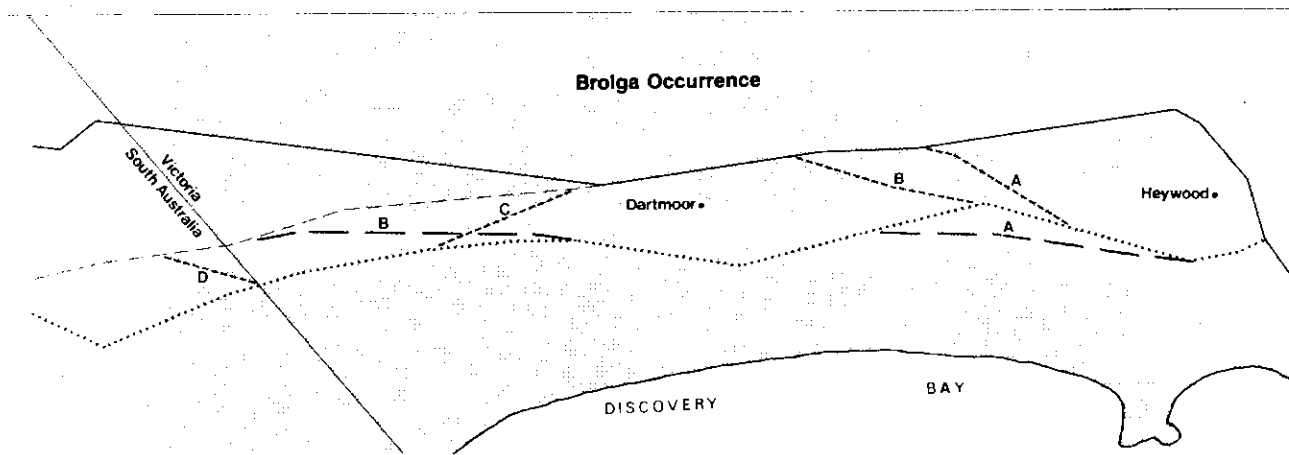 Brolga Occurrence
Victoria
South Australia
B
A
C
Dartmoor
Heywood
B
A
D
DISCOVERY BAY